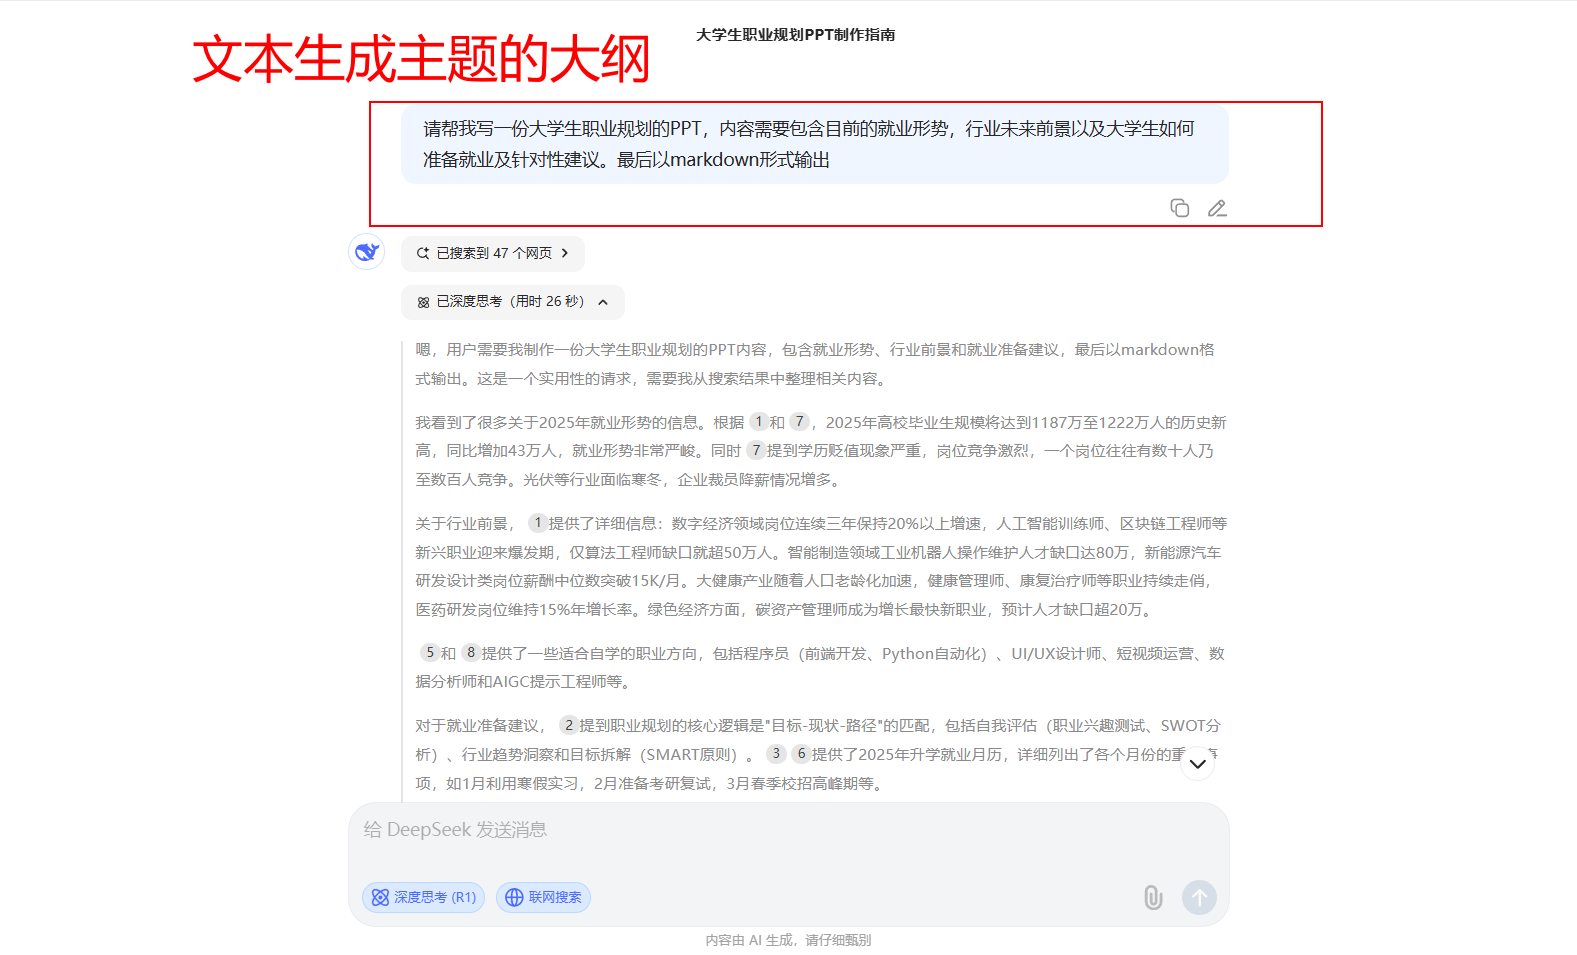 大学生职业规划PPT制作指南
文本生成主题的大纲
请帮我写一份大学生职业规划的PPT，内容需要包含目前的就业形势，行业未来前景以及大学生如何
准备就业及针对性建议。最后以markdown形式输出
已搜索到 47 个网页
已深度思考（用时 26 秒）
嗯，用户需要我制作一份大学生职业规划的PPT内容，包含就业形势、行业前景和就业准备建议，最后以markdown格
式输出。这是一个实用性的请求，需要我从搜索结果中整理相关内容。
我看到了很多关于2025年就业形势的信息。根据 1 和 7 ，2025年高校毕业生规模将达到1187万至1222万人的历史新
高，同比增加43万人，就业形势非常严峻。同时 7 提到学历贬值现象严重，岗位竞争激烈，一个岗位往往有数十人乃
至数百人竞争。光伏等行业面临寒冬，企业裁员降薪情况增多。
关于行业前景， 1 提供了详细信息：数字经济领域岗位连续三年保持20%以上增速，人工智能训练师、区块链工程师等
新兴职业迎来爆发期，仅算法工程师缺口就超50万人。智能制造领域工业机器人操作维护人才缺口达80万，新能源汽车
研发设计类岗位薪酬中位数突破15K/月。大健康产业随着人口老龄化加速，健康管理师、康复治疗师等职业持续走俏，
医药研发岗位维持15%年增长率。绿色经济方面，碳资产管理师成为增长最快新职业，预计人才缺口超20万。
5 和 8 提供了一些适合自学的职业方向，包括程序员（前端开发、Python自动化）、UI/UX设计师、短视频运营、数
据分析师和AIGC提示工程师等。
对于就业准备建议， 2 提到职业规划的核心逻辑是"目标-现状-路径"的匹配，包括自我评估（职业兴趣测试、SWOT分
析）、行业趋势洞察和目标拆解（SMART原则）。 3 6 提供了2025年升学就业月历，详细列出了各个月份的重
项，如1月利用寒假实习，2月准备考研复试，3月春季校招高峰期等。
给 DeepSeek 发送消息
深度思考 (R1) 联网搜索
内容由 AI 生成，请仔细甄别